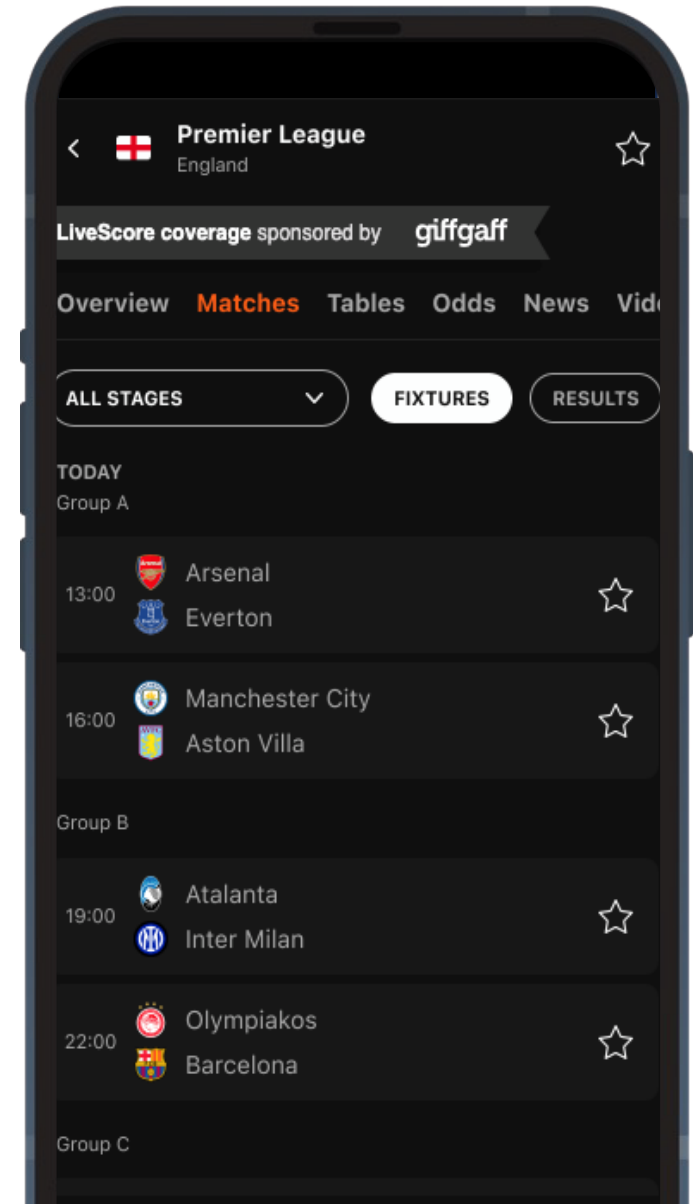 Premier League
England
LiveScore coverage sponsored by giffgaff
Overview Matches Tables Odds News
ALL STAGES FIXTURES RESULTS
TODAY
Group A
13:00
Arsenal
Everton
16:00
Manchester City
Aston Villa
Group B
19:00
Atalanta
Inter Milan
22:00
Olympiakos
Barcelona
Group C